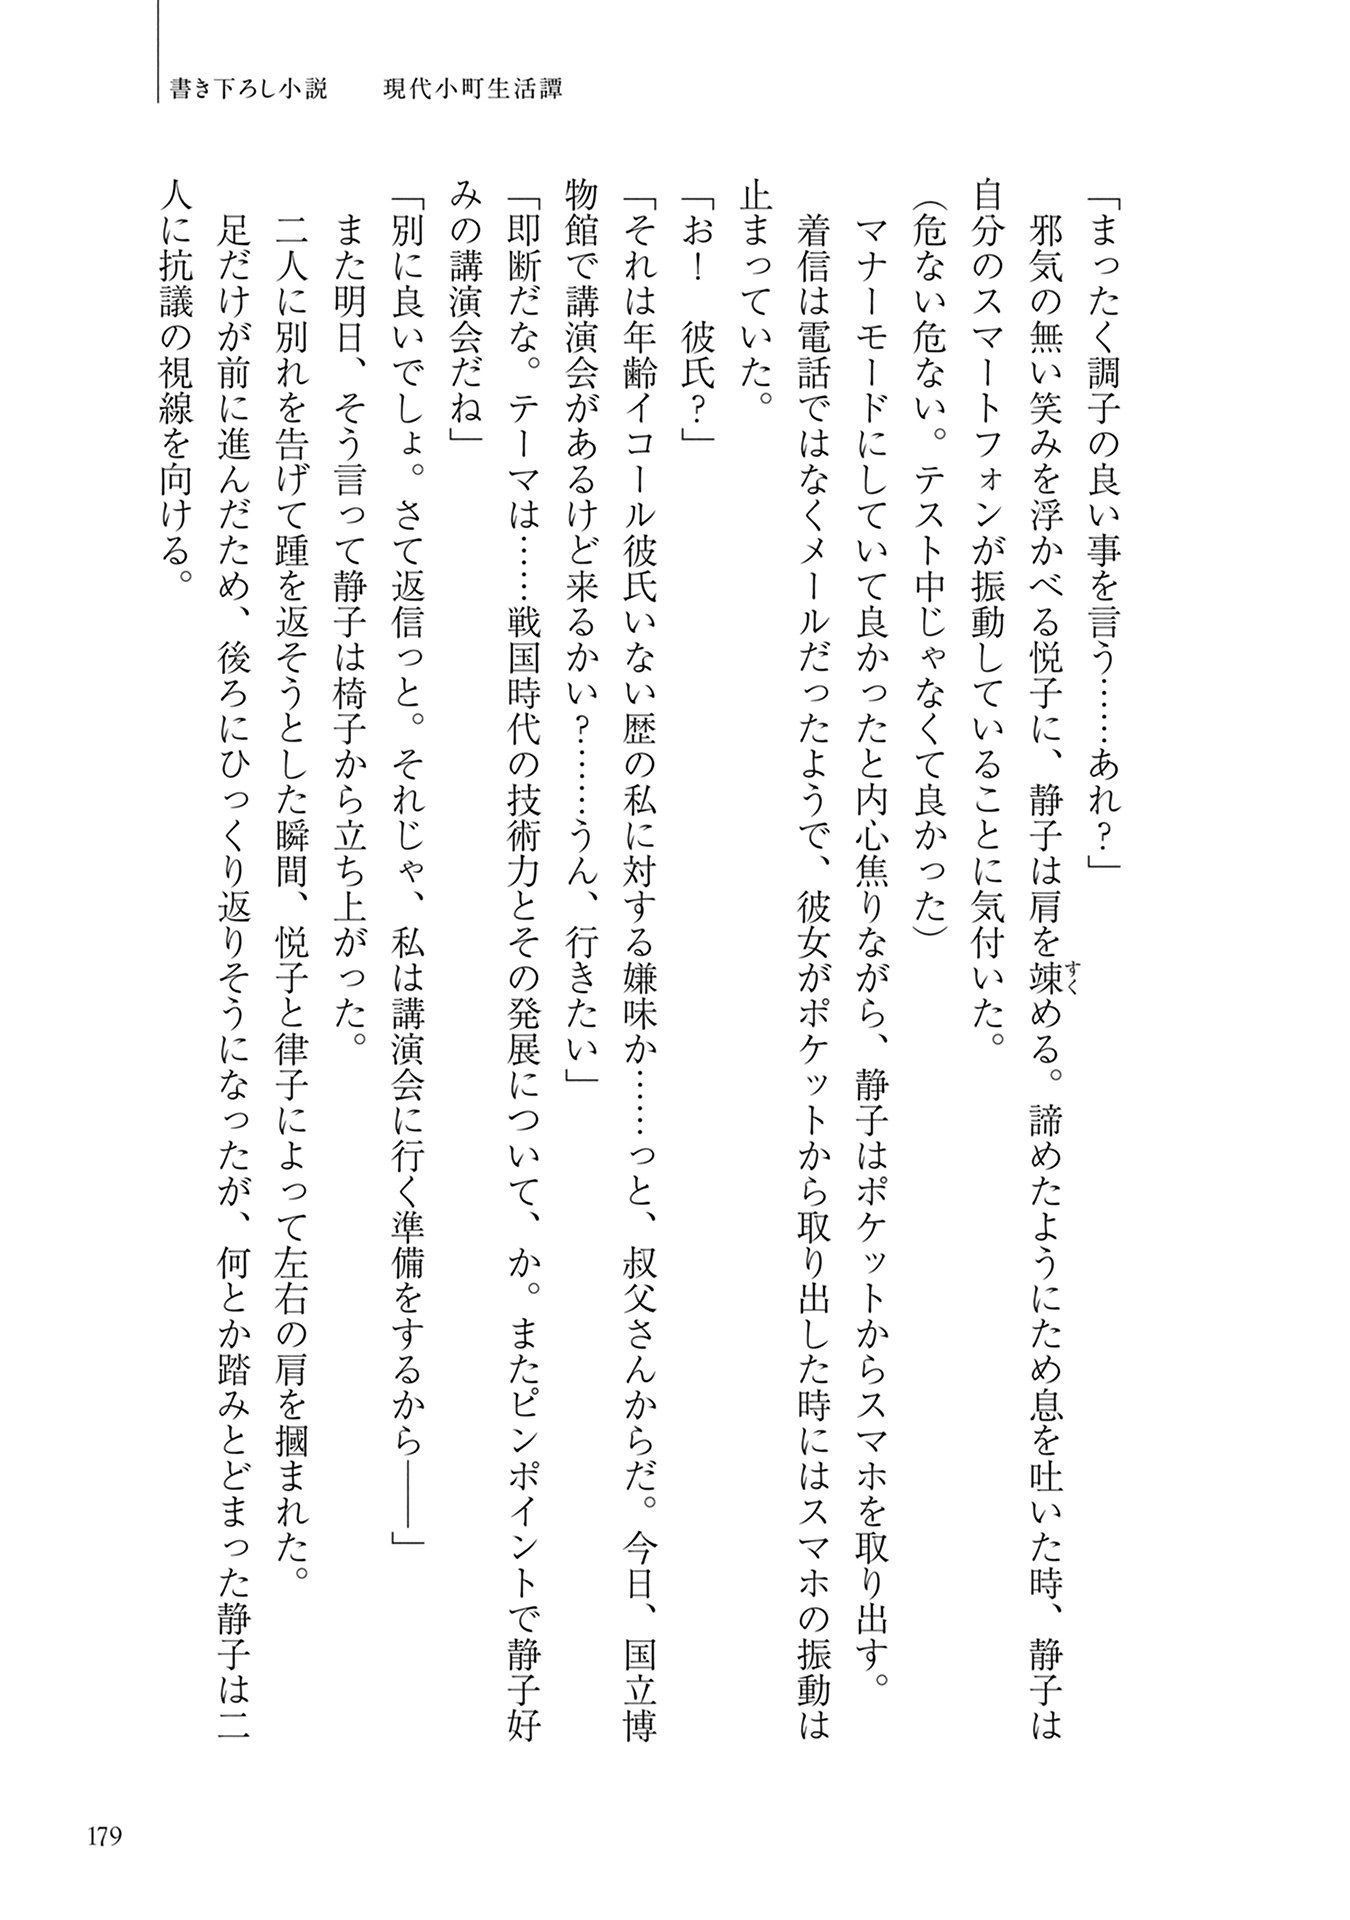 書き下ろし小説　　現代小町生活譚
「まったく調子の良い事を言う……あれ？」
　邪気の無い笑みを浮かべる悦子に、静子は肩を竦める。諦めたようにため息を吐いた時、静子は
すく
自分のスマートフォンが振動していることに気付いた。
（危ない危ない。テスト中じゃなくて良かった）
　マナーモードにしていて良かったと内心焦りながら、静子はポケットからスマホを取り出す。
　着信は電話ではなくメールだったようで、彼女がポケットから取り出した時にはスマホの振動は
止まっていた。
「お！　彼氏？」
「それは年齢イコール彼氏いない歴の私に対する嫌味か……っと、叔父さんからだ。今日、国立博
物館で講演会があるけど来るかい？……うん、行きたい」
「即断だな。テーマは……戦国時代の技術力とその発展について、か。またピンポイントで静子好
みの講演会だね」
「別に良いでしょ。さて返信っと。それじゃ、私は講演会に行く準備をするから――」
　また明日、そう言って静子は椅子から立ち上がった。
　二人に別れを告げて踵を返そうとした瞬間、悦子と律子によって左右の肩を摑まれた。
　足だけが前に進んだため、後ろにひっくり返りそうになったが、何とか踏みとどまった静子は二
人に抗議の視線を向ける。
179